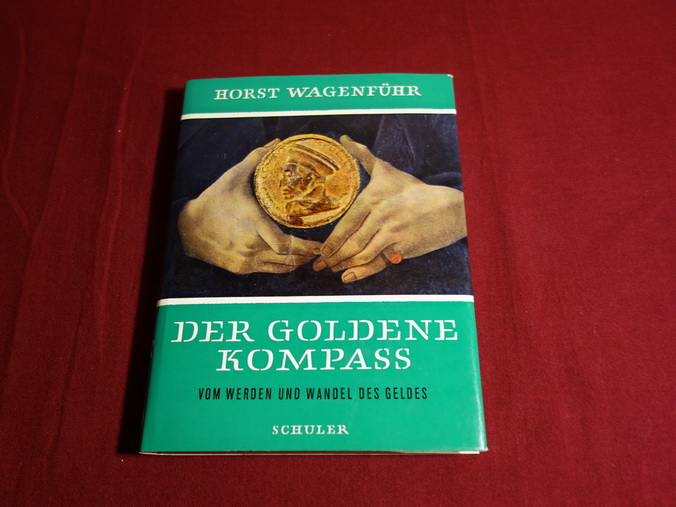 HORST WAGENFÜHR
DER GOLDENE
KOMPASS
VOM WERDEN UND WANDEL DES GELDES
SCHULER